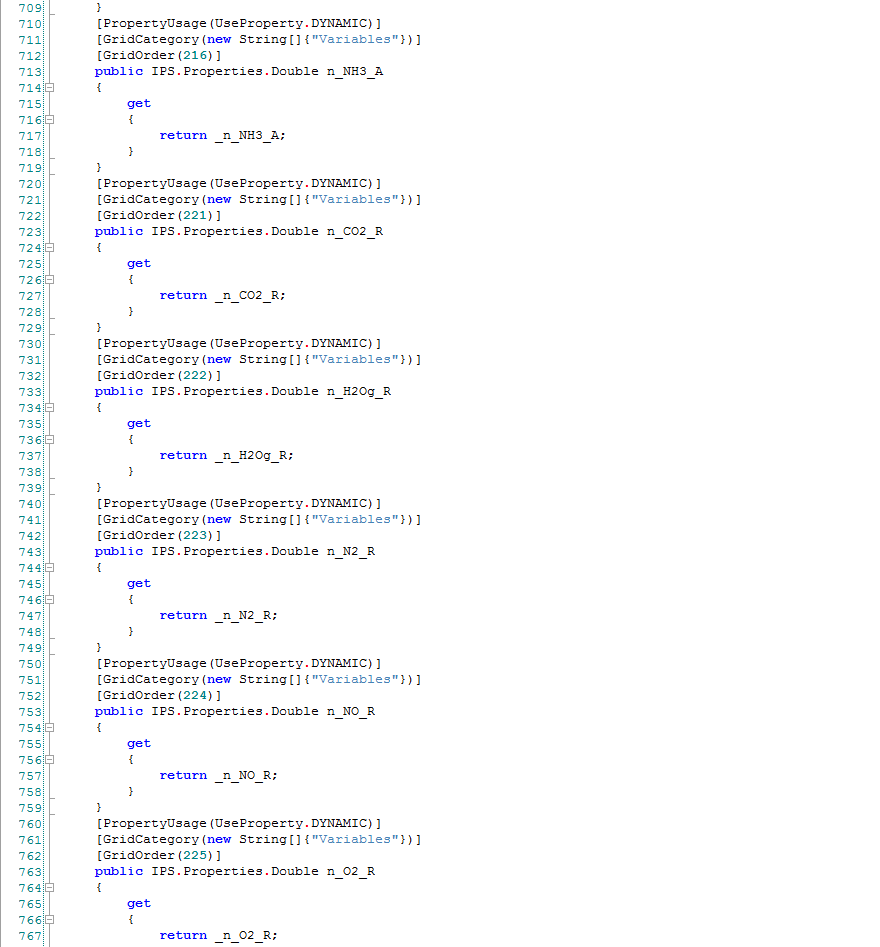 709 }
710 [PropertyUsage(UseProperty.DYNAMIC)]
711 [GridCategory(new String[]{"Variables"})]
712 [GridOrder(216)]
713 public IPS.Properties.Double n_NH3_A
714 {
715 get
716 {
717 return _n_NH3_A;
718 }
719 }
720 [PropertyUsage(UseProperty.DYNAMIC)]
721 [GridCategory(new String[]{"Variables"})]
722 [GridOrder(221)]
723 public IPS.Properties.Double n_CO2_R
724 {
725 get
726 {
727 return _n_CO2_R;
728 }
729 }
730 [PropertyUsage(UseProperty.DYNAMIC)]
731 [GridCategory(new String[]{"Variables"})]
732 [GridOrder(222)]
733 public IPS.Properties.Double n_H2Og_R
734 {
735 get
736 {
737 return _n_H2Og_R;
738 }
739 }
740 [PropertyUsage(UseProperty.DYNAMIC)]
741 [GridCategory(new String[]{"Variables"})]
742 [GridOrder(223)]
743 public IPS.Properties.Double n_N2_R
744 {
745 get
746 {
747 return _n_N2_R;
748 }
749 }
750 [PropertyUsage(UseProperty.DYNAMIC)]
751 [GridCategory(new String[]{"Variables"})]
752 [GridOrder(224)]
753 public IPS.Properties.Double n_NO_R
754 {
755 get
756 {
757 return _n_NO_R;
758 }
759 }
760 [PropertyUsage(UseProperty.DYNAMIC)]
761 [GridCategory(new String[]{"Variables"})]
762 [GridOrder(225)]
763 public IPS.Properties.Double n_O2_R
764 {
765 get
766 {
767 return _n_O2_R;